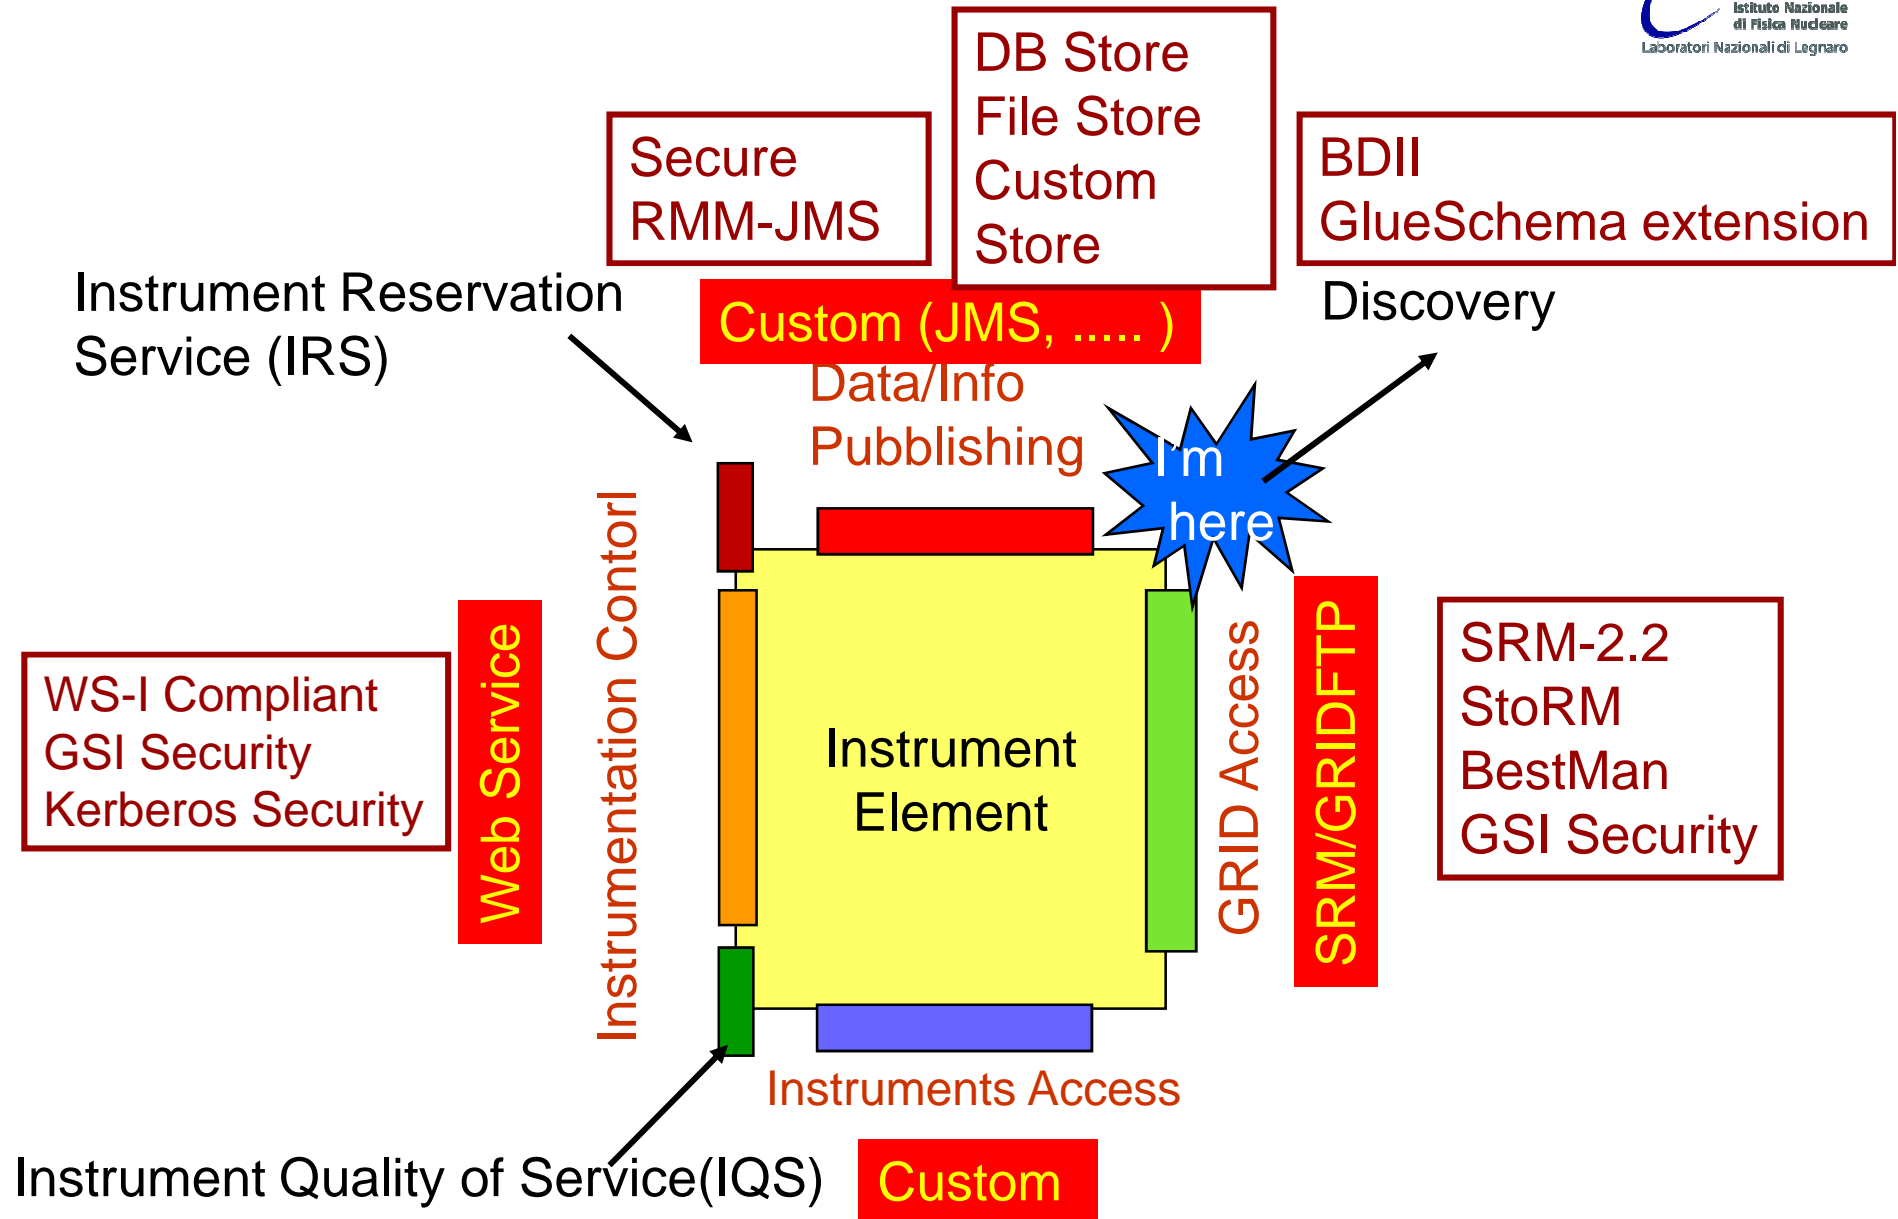 Istituto Nazionale
di Fisica Nucleare
Laboratori Nazionali di Legnaro
DB Store
File Store
Custom
Store
Secure
RMM-JMS
BDII
GlueSchema extension
Instrument Reservation
Service (IRS)
Custom (JMS, ..... )
Discovery
Data/Info
Pubblishing
I'm
here
Instrumentation Contorl
Web Service
WS-I Compliant
GSI Security
Kerberos Security
Instrument
Element
GRID Access
SRM/GRIDFTP
SRM-2.2
StoRM
BestMan
GSI Security
Instruments Access
Instrument Quality of Service(IQS)
Custom